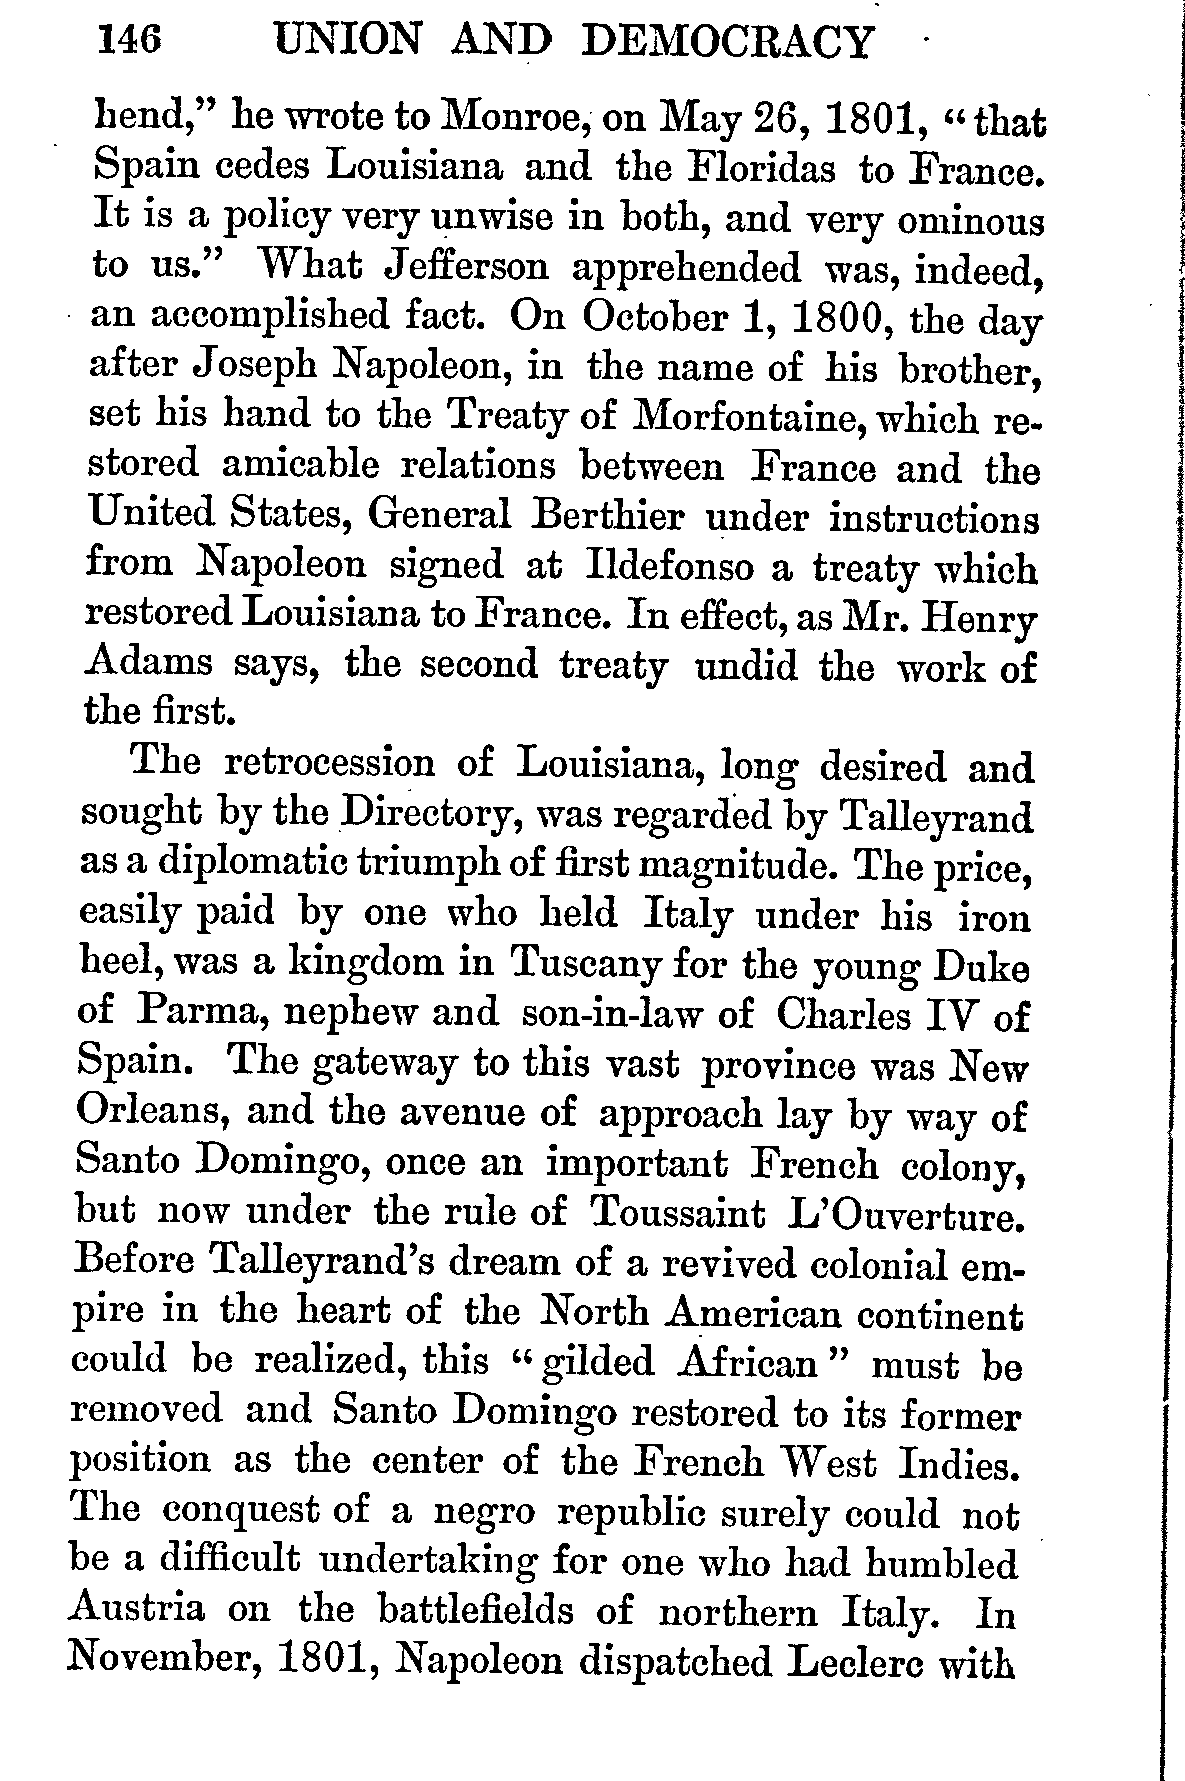 146 UNION AND DEMOCRACY
hend,” he wrote to Monroe, on May 26, 1801, “that
Spain cedes Louisiana and the Floridas to France.
It is a policy very unwise in both, and very ominous
to us.” What Jefferson apprehended was, indeed,
an accomplished fact. On October 1, 1800, the day
after Joseph Napoleon, in the name of his brother,
set his hand to the Treaty of Morfontaine, which re-
stored amicable relations between France and the
United States, General Berthier under instructions
from Napoleon signed at Ildefonso a treaty which
restored Louisiana to France. In effect, as Mr. Henry
Adams says, the second treaty undid the work of
the first.
The retrocession of Louisiana, long desired and
sought by the Directory, was regarded by Talleyrand
as a diplomatic triumph of first magnitude. The price,
easily paid by one who held Italy under his iron
heel, was a kingdom in Tuscany for the young Duke
of Parma, nephew and son-in-law of Charles IV of
Spain. The gateway to this vast province was New
Orleans, and the avenue of approach lay by way of
Santo Domingo, once an important French colony,
but now under the rule of Toussaint L’Ouverture.
Before Talleyrand’s dream of a revived colonial em-
pire in the heart of the North American continent
could be realized, this “gilded African” must be
removed and Santo Domingo restored to its former
position as the center of the French West Indies.
The conquest of a negro republic surely could not
be a difficult undertaking for one who had humbled
Austria on the battlefields of northern Italy. In
November, 1801, Napoleon dispatched Leclerc with